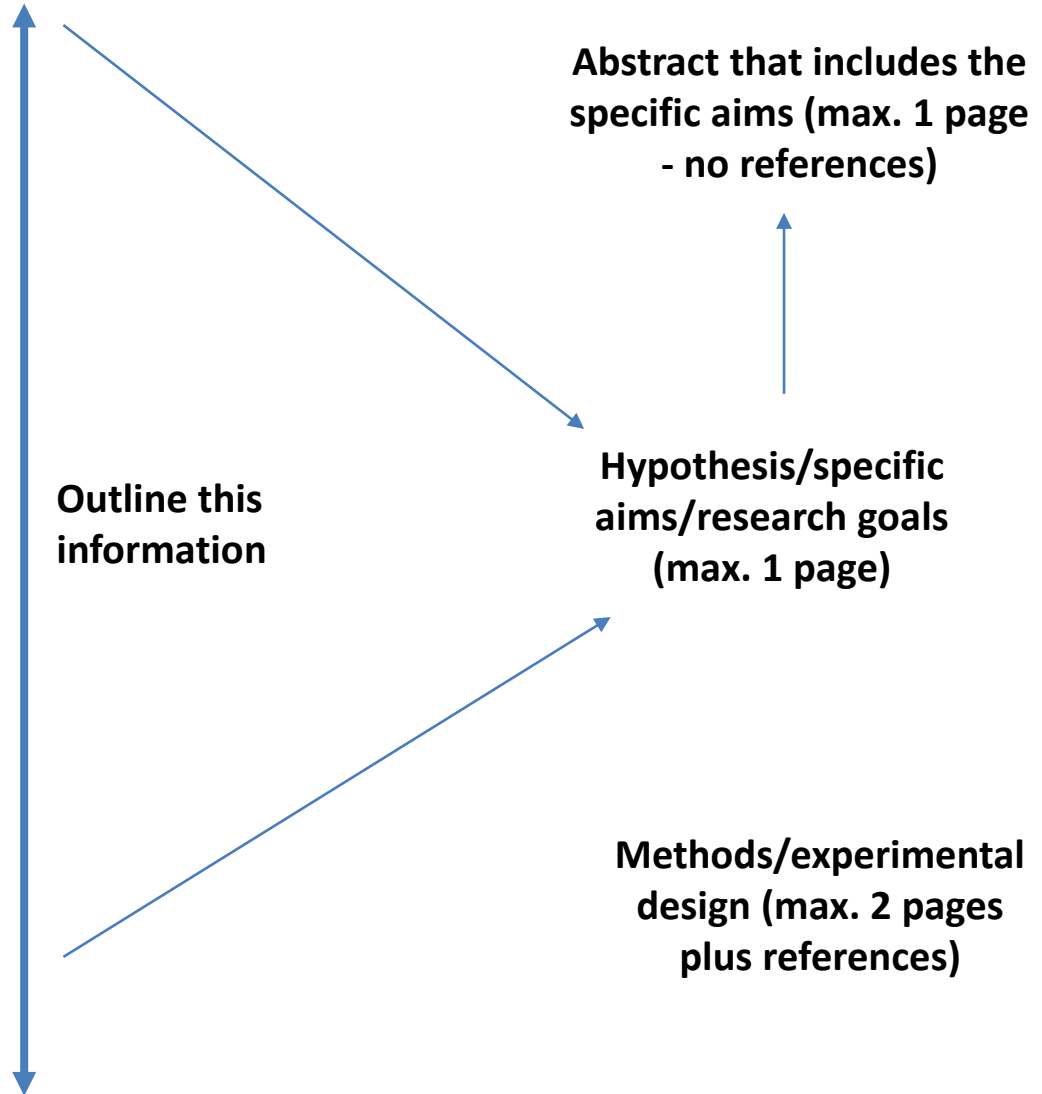 Abstract that includes the
specific aims (max. 1 page
- no references)
Outline this
information
Hypothesis/specific
aims/research goals
(max. 1 page)
Methods/experimental
design (max. 2 pages
plus references)